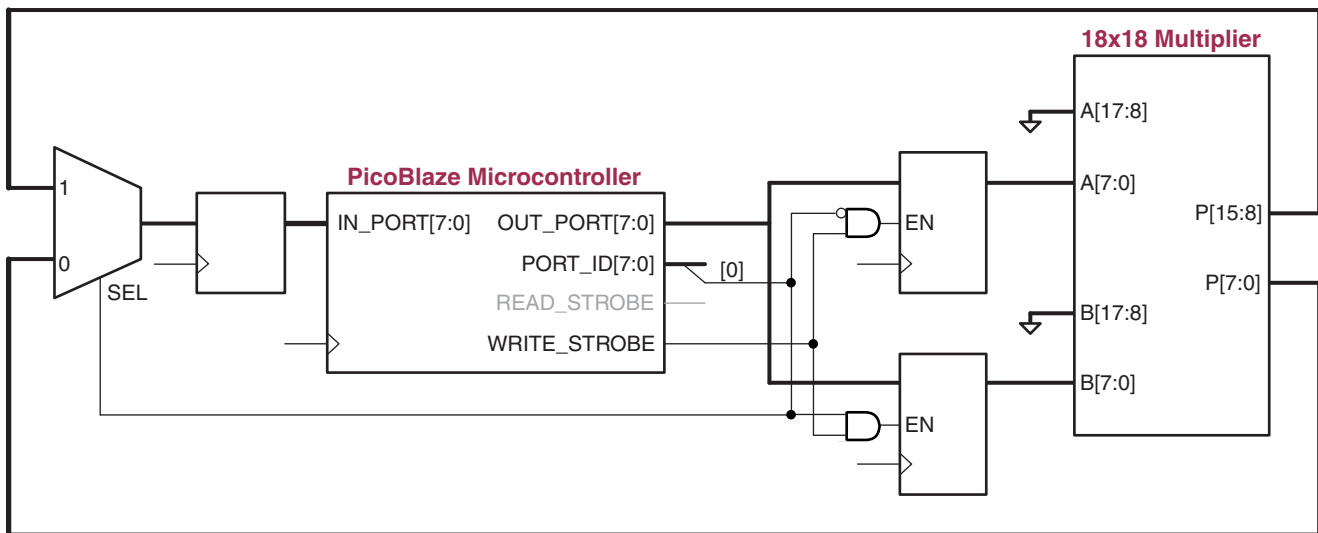 18x18 Multiplier
A[17:8]
PicoBlaze Microcontroller
1
A[7:0]
IN_PORT[7:0]
OUT_PORT[7:0]
EN
P[15:8]
0
PORT_ID[7:0]
[0]
P[7:0]
SEL
READ_STROBE
B[17:8]
WRITE_STROBE
B[7:0]
EN